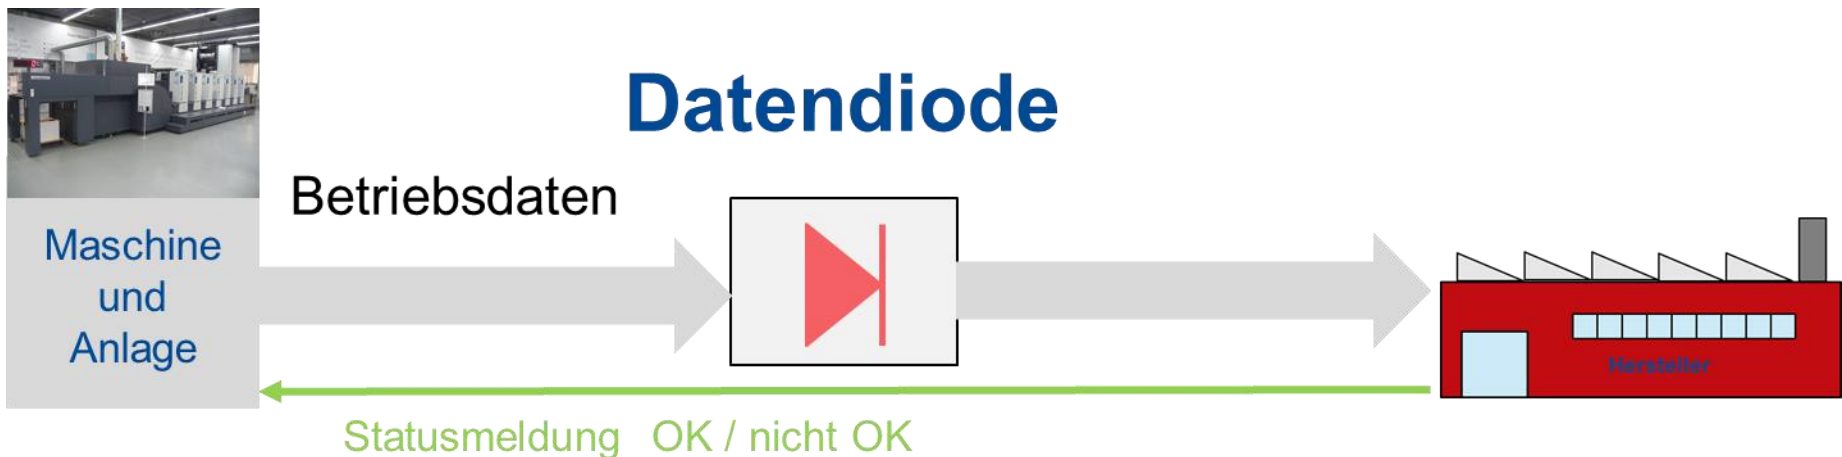 Datendiode
Betriebsdaten
Maschine
und
Anlage
Hersteller
Statusmeldung OK / nicht OK